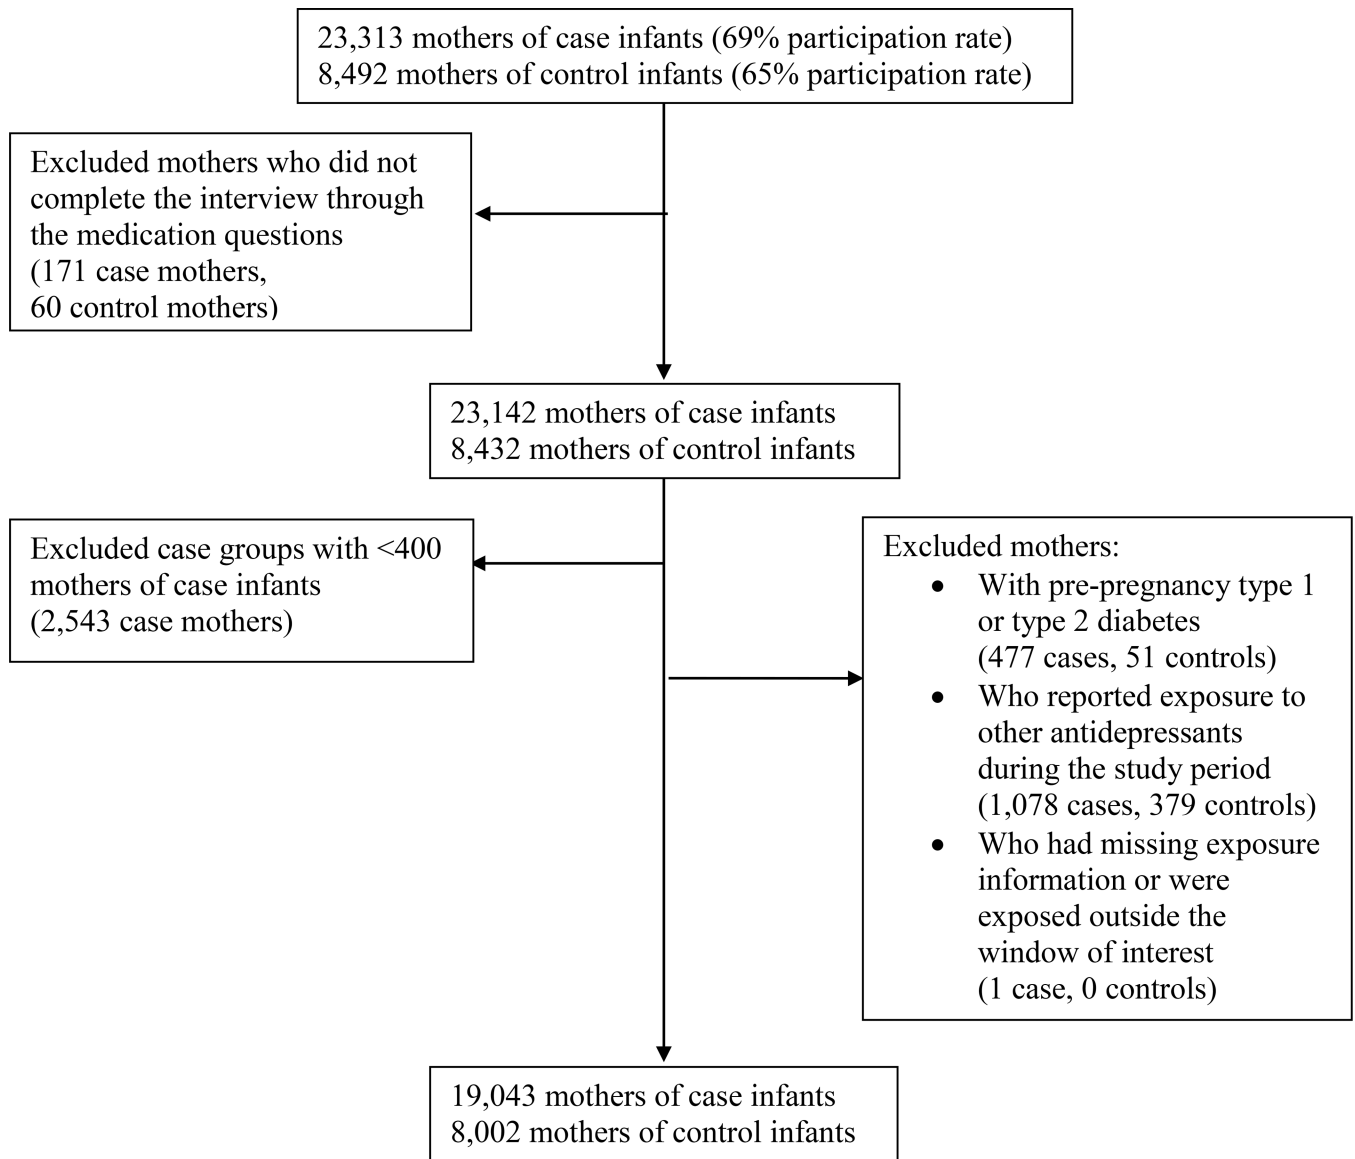 23,313 mothers of case infants (69% participation rate)
8,492 mothers of control infants (65% participation rate)
Excluded mothers who did not
complete the interview through
the medication questions
(171 case mothers,
60 control mothers)
23,142 mothers of case infants
8,432 mothers of control infants
Excluded case groups with <400
mothers of case infants
(2,543 case mothers)
Excluded mothers:
• With pre-pregnancy type 1
or type 2 diabetes
(477 cases, 51 controls)
• Who reported exposure to
other antidepressants
during the study period
(1,078 cases, 379 controls)
• Who had missing exposure
information or were
exposed outside the
window of interest
(1 case, 0 controls)
19,043 mothers of case infants
8,002 mothers of control infants